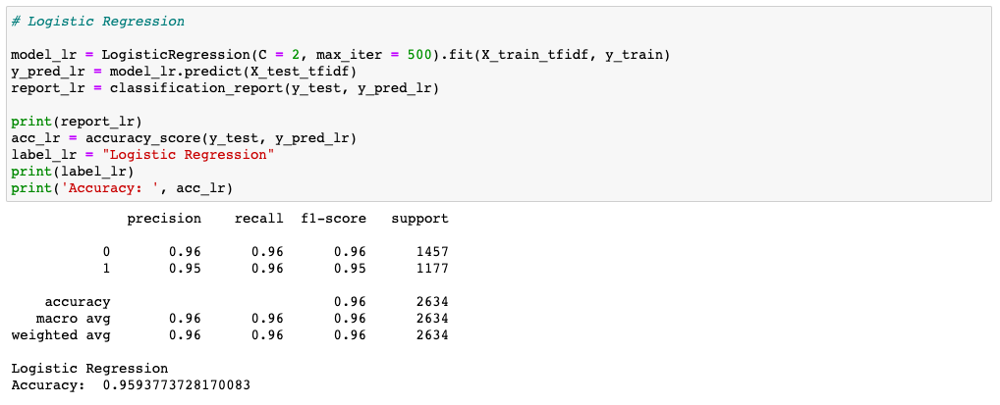 # Logistic Regression
model_lr = LogisticRegression(C = 2, max_iter = 500).fit(X_train_tfidf, y_train)
y_pred_lr = model_lr.predict(X_test_tfidf)
report_lr = classification_report(y_test, y_pred_lr)
print(report_lr)
acc_lr = accuracy_score(y_test, y_pred_lr)
label_lr = "Logistic Regression"
print(label_lr)
print('Accuracy: ', acc_lr)
precision recall f1-score support
0 0.96 0.96 0.96 1457
1 0.95 0.96 0.95 1177
accuracy 0.96 2634
macro avg 0.96 0.96 0.96 2634
weighted avg 0.96 0.96 0.96 2634
Logistic Regression
Accuracy: 0.9593773728170083